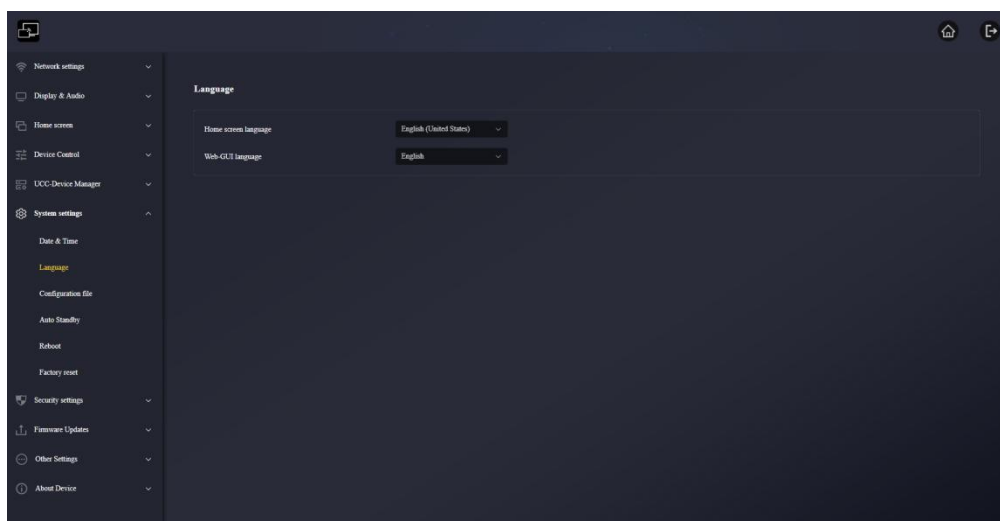 Network settings
Display & Audio
Home screen
Device Control
UCC-Device Manager
System settings
Date & Time
Language
Configuration file
Auto Standby
Reboot
Factory reset
Security settings
Firmware Updates
Other Settings
About Device
Language
Home screen language English (United States)
Web-GUI language English